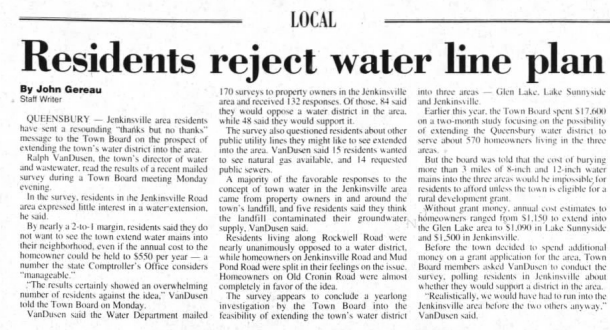 LOCAL
Residents reject water line plan
By John Gereau
Staff Writer
QUEENSBURY — Jenkinsville area residents
have sent a resounding “thanks but no thanks”
message to the Town Board on the prospect of
extending the town's water district into the area.
Ralph VanDusen, the town's director of water
and wastewater, read the results of a recent mailed
survey during a Town Board meeting Monday
evening.
In the survey, residents in the Jenkinsville Road
area expressed little interest in a water extension,
he said.
By nearly a 2-to-1 margin, residents said they do
not want to see the town extend water mains into
their neighborhood, even if the annual cost to the
homeowner could be held to $550 per year — a
number the state Comptroller's Office considers
“manageable.”
“The results certainly showed an overwhelming
number of residents against the idea,” VanDusen
told the Town Board on Monday.
VanDusen said the Water Department mailed
170 surveys to property owners in the Jenkinsville
area and received 132 responses. Of those, 84 said
they would oppose a water district in the area,
while 48 said they would support it.
The survey also questioned residents about other
public utility lines they might like to see extended
into the area. VanDusen said 15 residents wanted
to see natural gas available, and 14 requested
public sewers.
A majority of the favorable responses to the
concept of town water in the Jenkinsville area
came from property owners in and around the
town's landfill, and five residents said they think
the landfill contaminated their groundwater
supply, VanDusen said.
Residents living along Rockwell Road were
nearly unanimously opposed to a water district,
while homeowners on Jenkinsville Road and Mud
Pond Road were split in their feelings on the issue.
Homeowners on Old Cronin Road were almost
completely in favor of the idea.
The survey appears to conclude a yearlong
investigation by the Town Board into the
feasibility of extending the town's water district
into three areas — Glen Lake, Lake Sunnyside
and Jenkinsville.
Earlier this year, the Town Board spent $17,600
on a two-month study focusing on the possibility
of extending the Queensbury water district to
serve about 570 homeowners living in the three
areas.
But the board was told that the cost of burying
more than 3 miles of 8-inch and 12-inch water
mains into the three areas would be impossible for
residents to afford unless the town is eligible for a
rural development grant.
Without grant money, annual cost estimates to
homeowners ranged from $1,150 to extend into
the Glen Lake area to $1,090 in Lake Sunnyside
and $1,500 in Jenkinsville.
Before the town decided to spend additional
money on a grant application for the area, Town
Board members asked VanDusen to conduct the
survey, polling residents in Jenkinsville about
whether they would support a district in the area.
“Realistically, we would have had to run into the
Jenkinsville area before the two others anyway,”
VanDusen said.